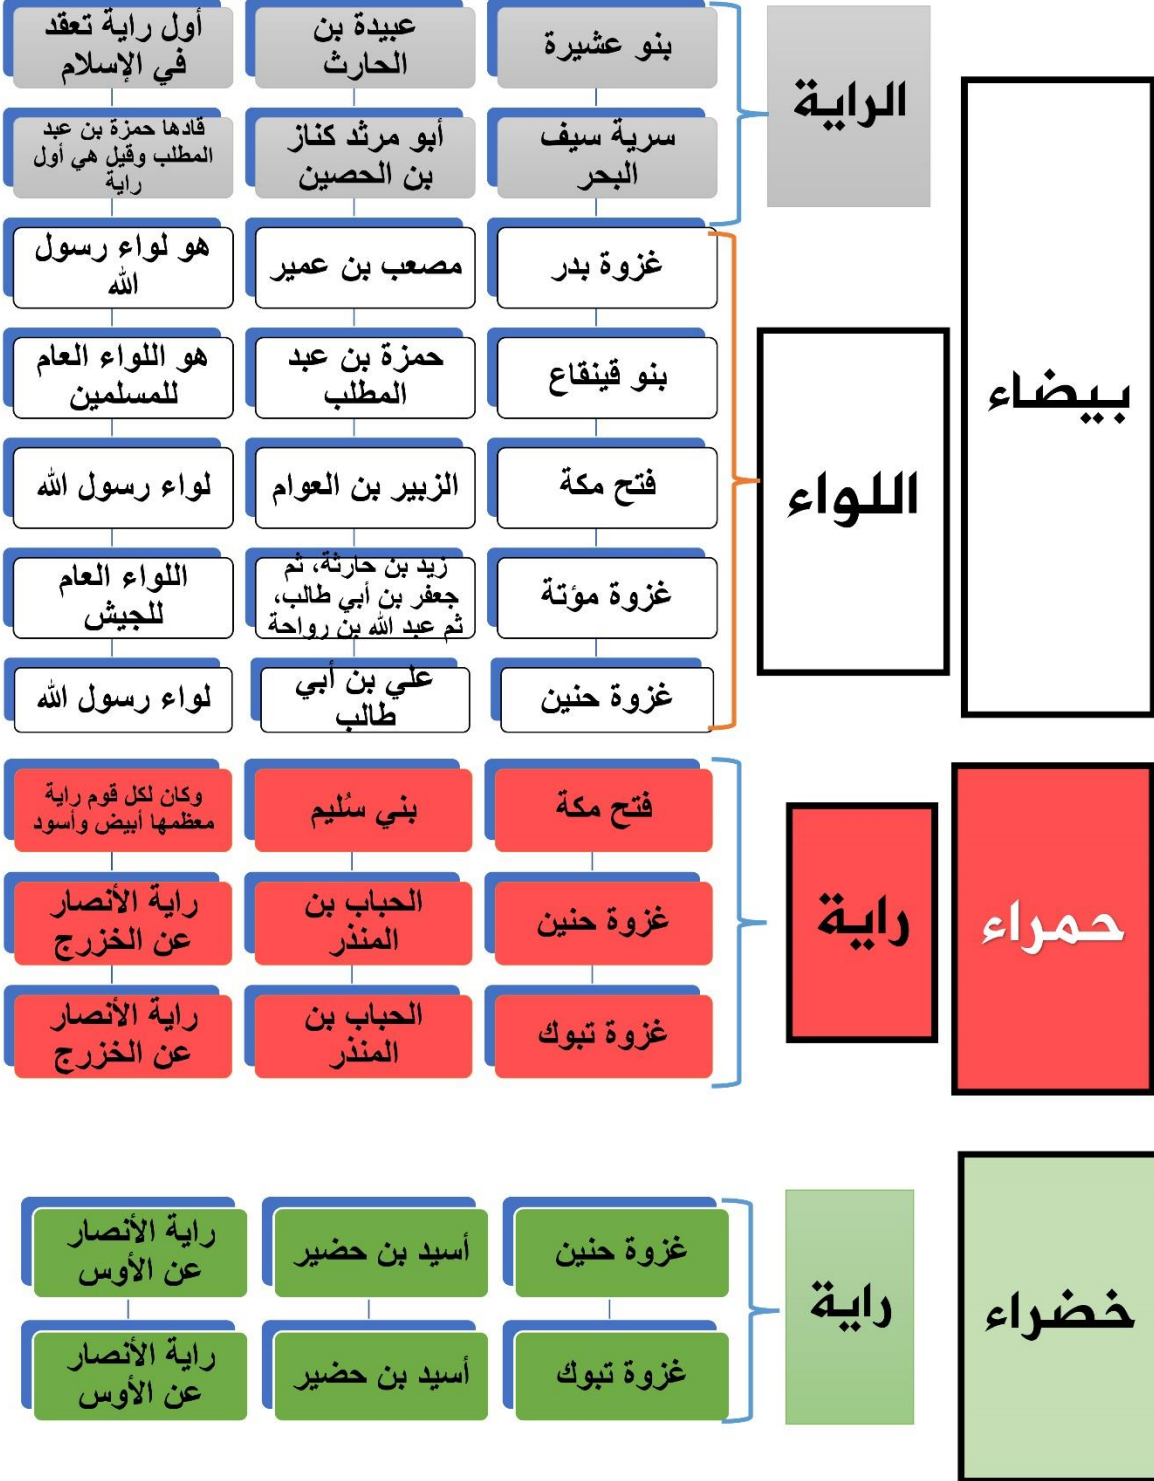 بيضاء
الراية
بنو عشيرة
عبيدة بن
الحارث
أول راية تعقد
في الإسلام
سرية سيف
البحر
أبو مرثد كناز
بن الحصين
قادها حمزة بن عبد
المطلب وقيل هي أول
راية
اللواء
غزوة بدر
مصعب بن عمير
هو لواء رسول
الله
بنو قينقاع
حمزة بن عبد
المطلب
هو اللواء العام
للمسلمين
فتح مكة
الزبير بن العوام
لواء رسول الله
غزوة مؤتة
زيد بن حارثة، ثم
جعفر بن أبي طالب،
ثم عبد الله بن رواحة
اللواء العام
للجيش
غزوة حنين
علي بن أبي
طالب
لواء رسول الله
حمراء
راية
فتح مكة
بني سُليم
وكان لكل قوم راية
معظمها أبيض وأسود
غزوة حنين
الحباب بن
المنذر
راية الأنصار
عن الخزرج
غزوة تبوك
الحباب بن
المنذر
راية الأنصار
عن الخزرج
خضراء
راية
غزوة حنين
أسيد بن حضير
راية الأنصار
عن الأوس
غزوة تبوك
أسيد بن حضير
راية الأنصار
عن الأوس